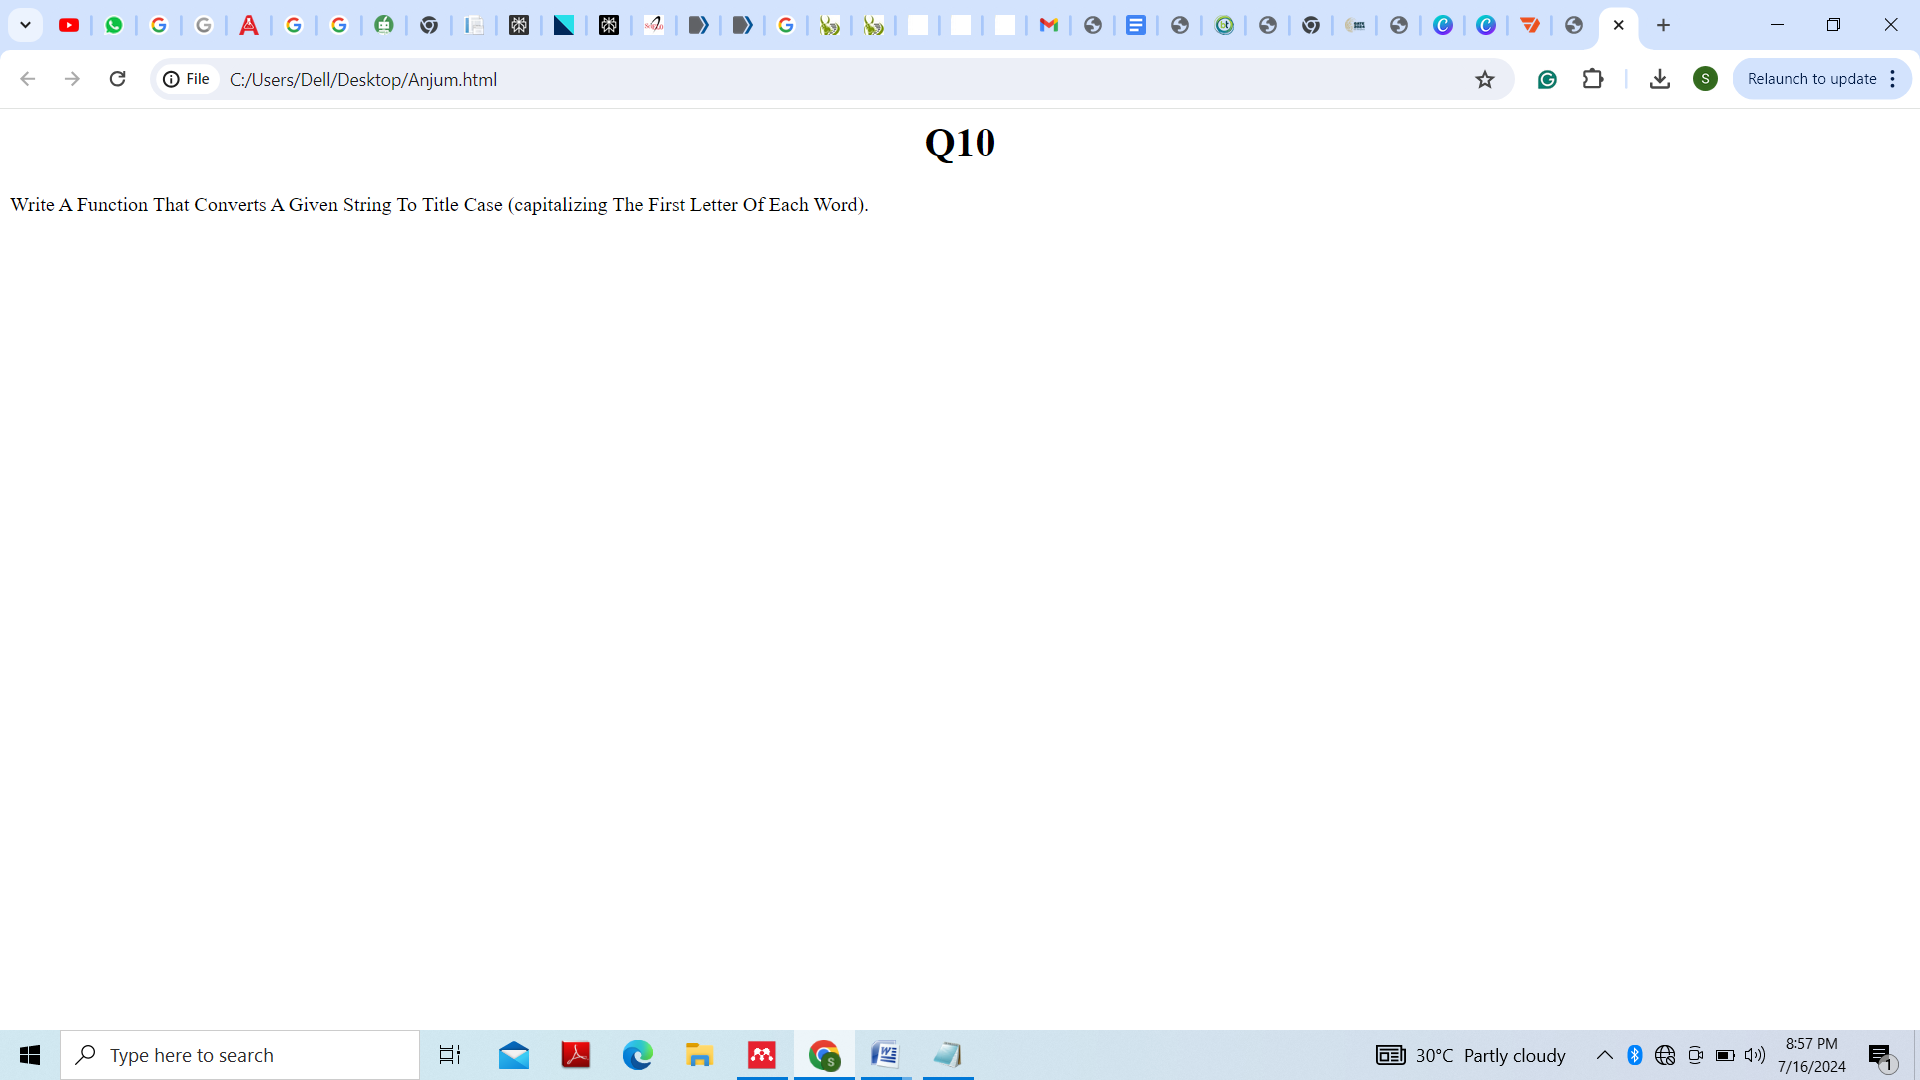 File
C:/Users/Dell/Desktop/Anjum.html
S
Relaunch to update
Q10
Write A Function That Converts A Given String To Title Case (capitalizing The First Letter Of Each Word).
Type here to search
30°C Partly cloudy
8:57 PM
7/16/2024
1